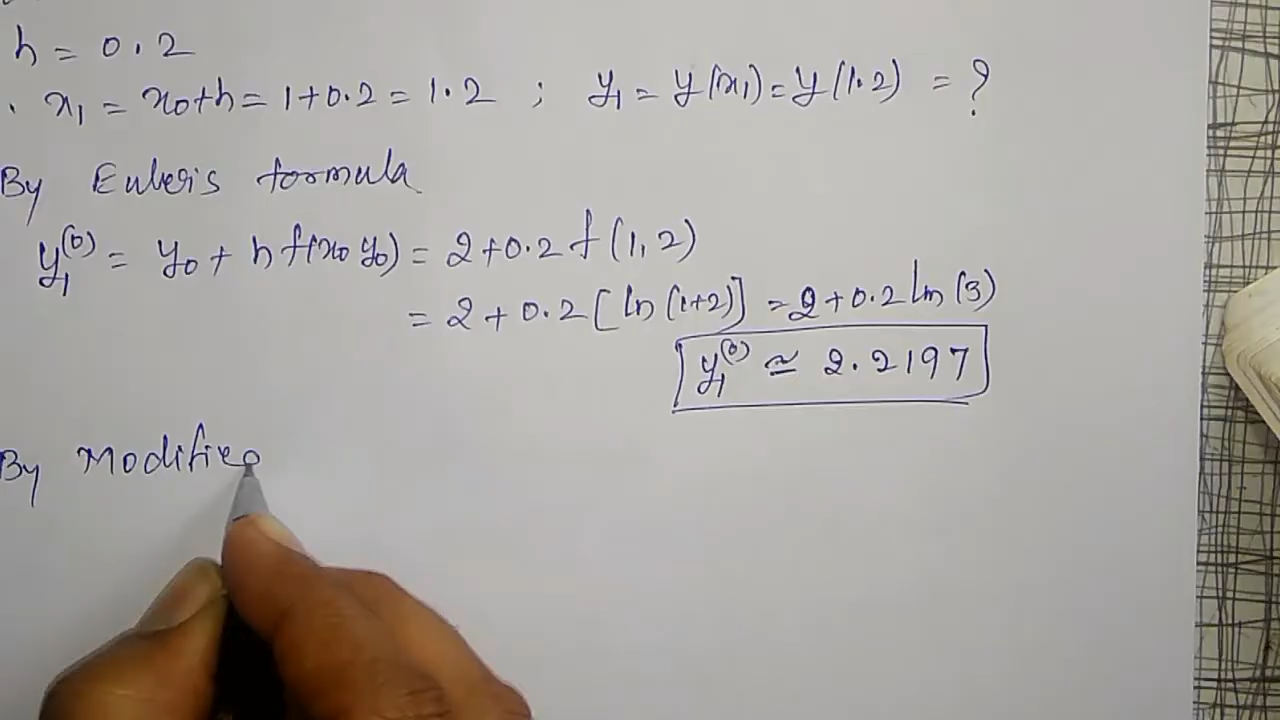 h = 0.2
. x₁ = x₀+h = 1+0.2 = 1.2 ; y₁ = y(x₁) = y(1.2) = ?
By Euler's formula
y₁⁽⁰⁾ = y₀ + h f(x₀ y₀) = 2+0.2 f(1,2)
= 2+0.2[ln(1+2)] = 2+0.2 ln(3)
y₁⁽⁰⁾ ≃ 2.2197
By Modified